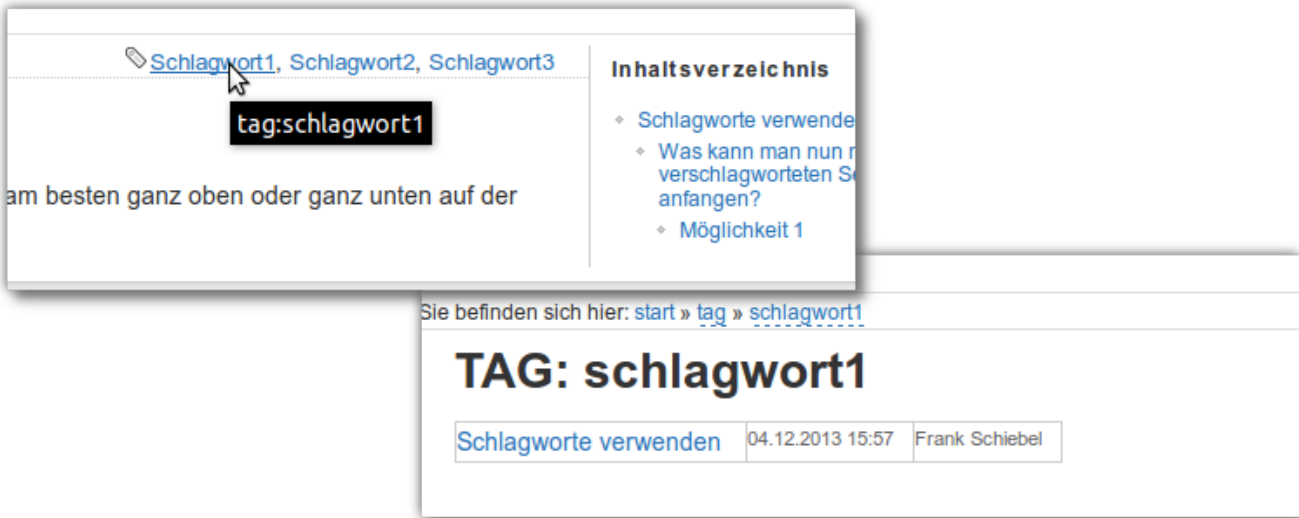 Schlagwort1, Schlagwort2, Schlagwort3
tag:schlagwort1
am besten ganz oben oder ganz unten auf der
Inhaltsverzeichnis
Schlagworte verwende
Was kann man nun
verschlagworteten
anfangen?
Möglichkeit 1
Sie befinden sich hier: start » tag » schlagwort1
TAG: schlagwort1
Schlagworte verwenden 04.12.2013 15:57 Frank Schiebel